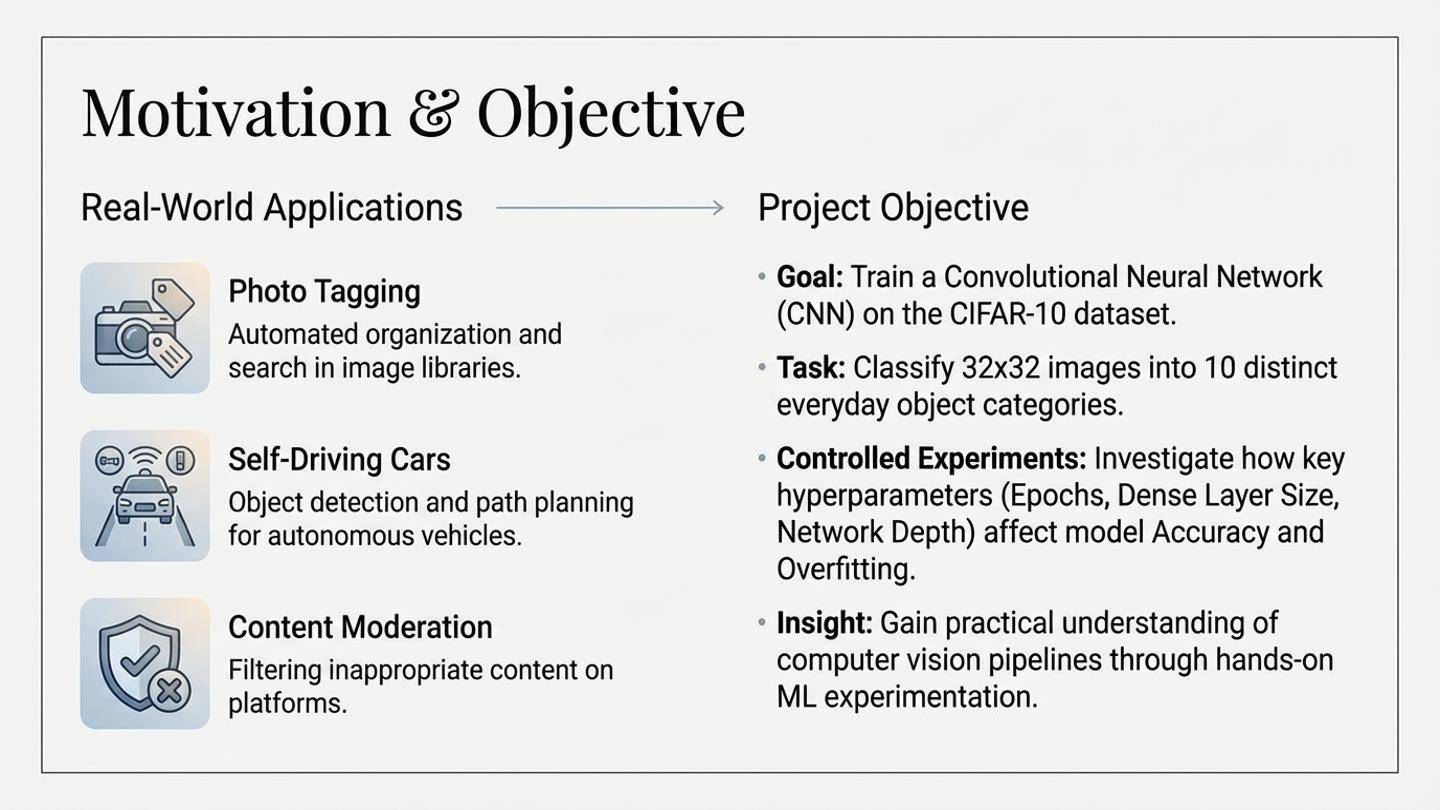 Motivation & Objective
Real-World Applications
Photo Tagging
Automated organization and
search in image libraries.
Self-Driving Cars
Object detection and path planning
for autonomous vehicles.
Content Moderation
Filtering inappropriate content on
platforms.
Project Objective
• Goal: Train a Convolutional Neural Network
(CNN) on the CIFAR-10 dataset.
• Task: Classify 32x32 images into 10 distinct
everyday object categories.
• Controlled Experiments: Investigate how key
hyperparameters (Epochs, Dense Layer Size,
Network Depth) affect model Accuracy and
Overfitting.
• Insight: Gain practical understanding of
computer vision pipelines through hands-on
ML experimentation.